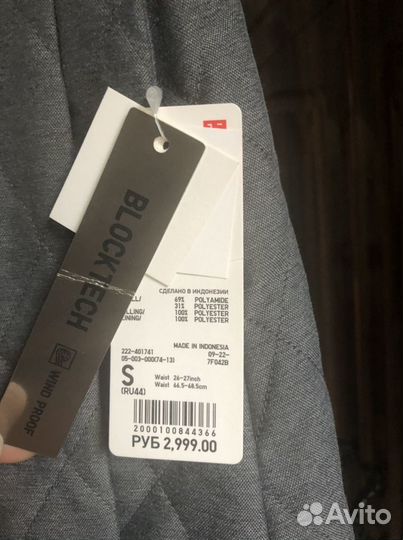 BLOCKTECH
WIND PROOF
СДЕЛАНО В ИНДОНЕЗИИ
69% POLYAMIDE
31% POLYESTER
LLING/ 100% POLYESTER
INING/ 100% POLYESTER
MADE IN INDONESIA
222-401741 09-22-
05-003-000(74-13) 7F042B
S Waist 26-27inch
(RU44) Waist 66.5-68.5cm
2000100844366
РУБ 2,999.00
Avito